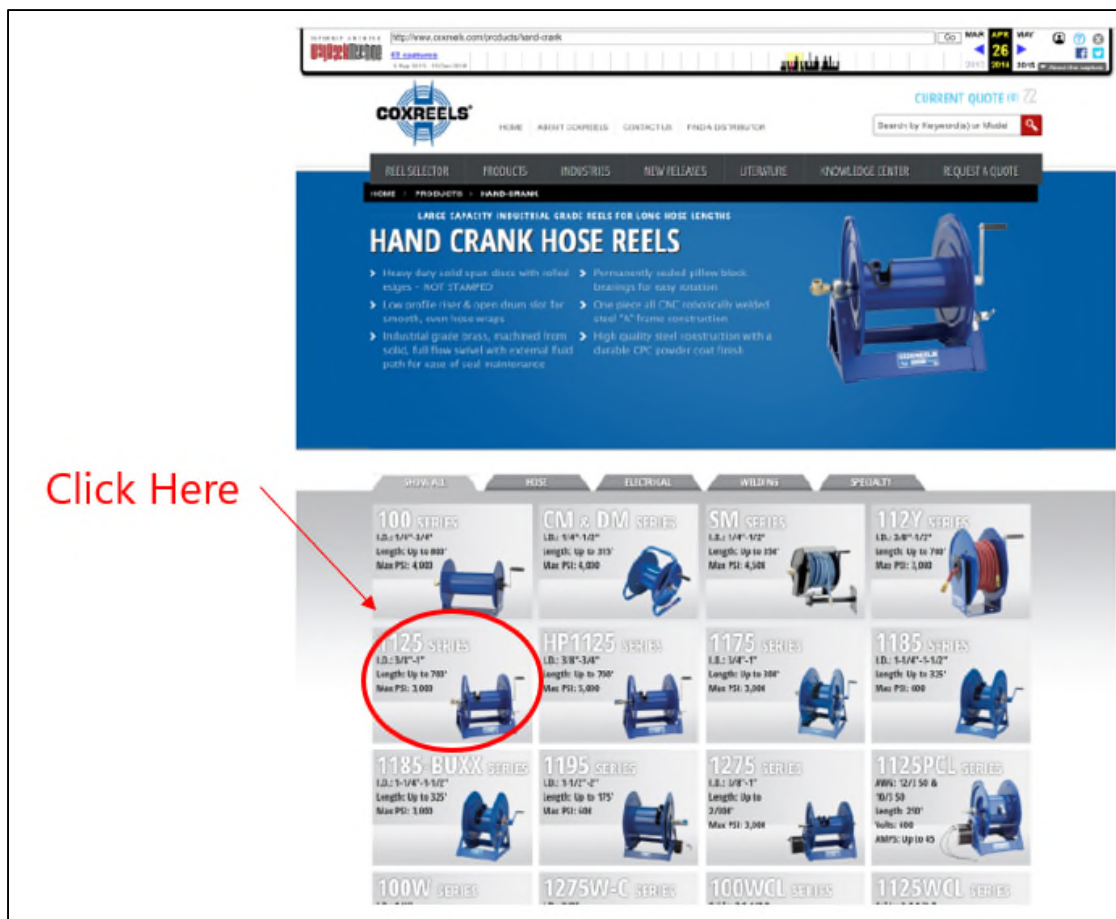 INTERNET ARCHIVE
http://www.coxreels.com/products/hand-crank
Go
MAR APR MAY
26
2013 2014 2015
captures
About this capture
COXREELS®
HOME ABOUT COXREELS CONTACT US FIND A DISTRIBUTOR
CURRENT QUOTE (0)
Search by Keyword(s) or Model
REEL SELECTOR PRODUCTS INDUSTRIES NEW RELEASES LITERATURE KNOWLEDGE CENTER REQUEST A QUOTE
HOME PRODUCTS HAND-CRANK
LARGE CAPACITY INDUSTRIAL GRADE REELS FOR LONG HOSE LENGTHS
HAND CRANK HOSE REELS
Heavy duty solid spun discs with rolled
edges – NOT STAMPED
Low profile riser & open drum slot for
smooth, even hose wraps
Industrial grade brass, machined from
solid, full flow swivel with external fluid
path for ease of seal maintenance
Permanently sealed pillow block
bearings for easy rotation
One piece all CNC robotically welded
steel "A" frame construction
High quality steel construction with a
durable CPC powder coat finish
COXREELS
Click Here
SHOW ALL HOSE ELECTRICAL WELDING SPECIALTY
100 SERIES
I.D.: 1/4"-3/4"
Length: Up to 800'
Max PSI: 4,000
CM & DM SERIES
I.D.: 1/4"-1/2"
Length: Up to 315'
Max PSI: 4,000
SM SERIES
I.D.: 1/4"-1/2"
Length: Up to
Max PSI: 4,500
112Y SERIES
I.D.: 3/8"-1/2"
Length: Up to 700'
Max PSI: 3,000
1125 SERIES
I.D.: 3/8"-1"
Length: Up to 700'
Max PSI: 3,000
HP1125 SERIES
I.D.: 3/8"-3/4"
Length: Up to 700'
Max PSI: 5,000
1175 SERIES
I.D.: 3/4"-1"
Length: Up to 300'
Max PSI: 3,000
1185 SERIES
I.D.: 1-1/4"-1-1/2"
Length: Up to 325'
Max PSI: 600
1185-BUXX SERIES
I.D.: 1-1/4"-1-1/2"
Length: Up to 325'
Max PSI: 3,000
1195 SERIES
I.D.: 1-1/2"-2"
Length: Up to 175'
Max PSI: 600
1275 SERIES
I.D.: 3/8"-1"
Length: Up to
Max PSI: 3,000
1125PCL SERIES
AWG: 12/3 SO &
10/3 SO
Length: 250'
Volts: 600
AMPS: Up to 45
100W SERIES
1275W-C SERIES
100WCL SERIES
1125WCL SERIES